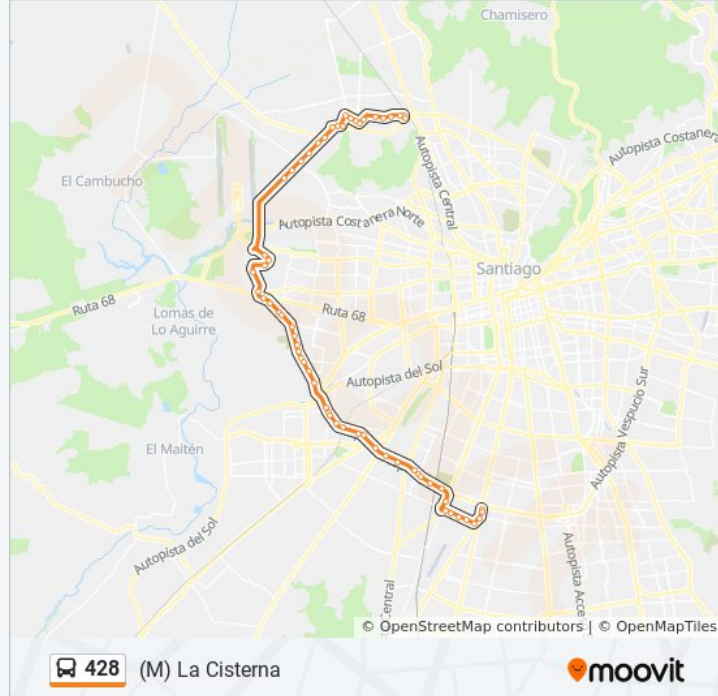 Chamisero
Autopista Costanera
El Cambucho
Autopista Central
Autopista Costanera Norte
Santiago
Ruta 68
Lomas de
Lo Aguirre
Ruta 68
Autopista del Sol
Autopista Vespucio Sur
El Maitén
Autopista del Sol
Autopista Acce
Central
© OpenStreetMap contributors | © OpenMapTiles
428 (M) La Cisterna
moovit